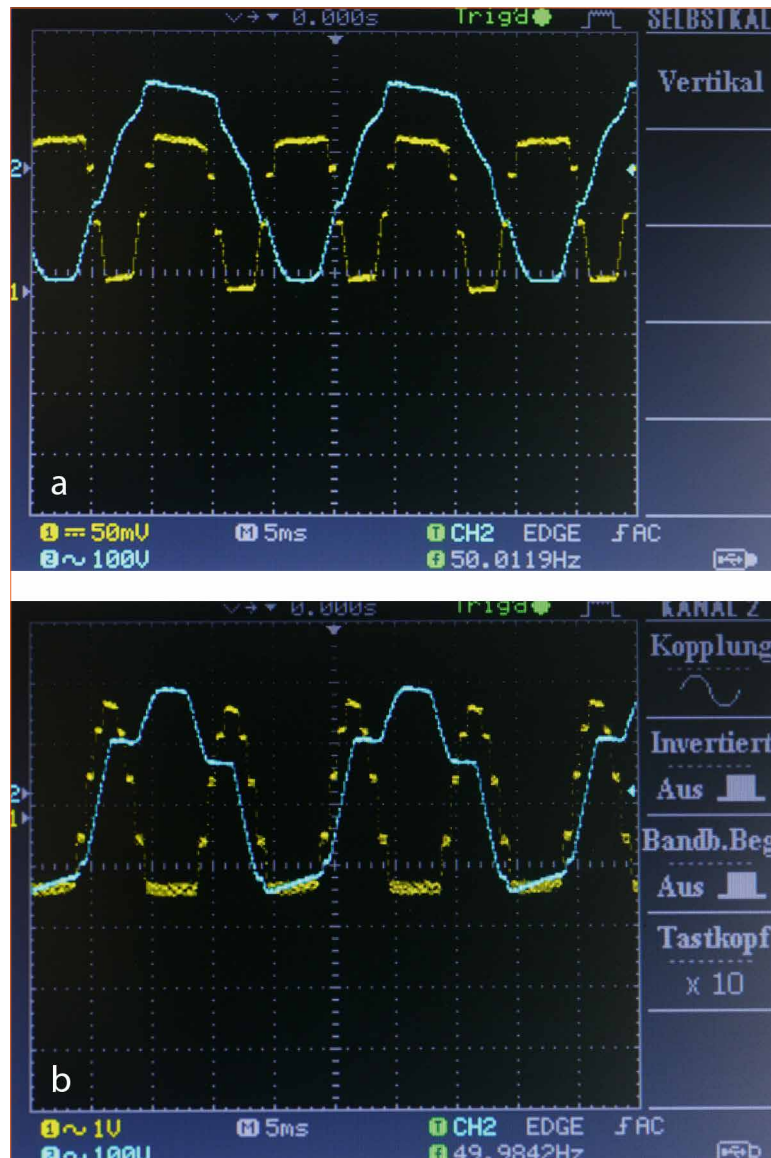 0.000s Trig'd SELBSTKAL
Vertikal
2
1
a
1 50mV M 5ms T CH2 EDGE AC
2 100V f 50.0119Hz
0.000s Trig'd KANAL 2
Kopplung
Invertiert
Aus
2
1
Bandb.Beg
Aus
Tastkopf
x 10
b
1 1V M 5ms T CH2 EDGE AC
2 100V f 49.9842Hz